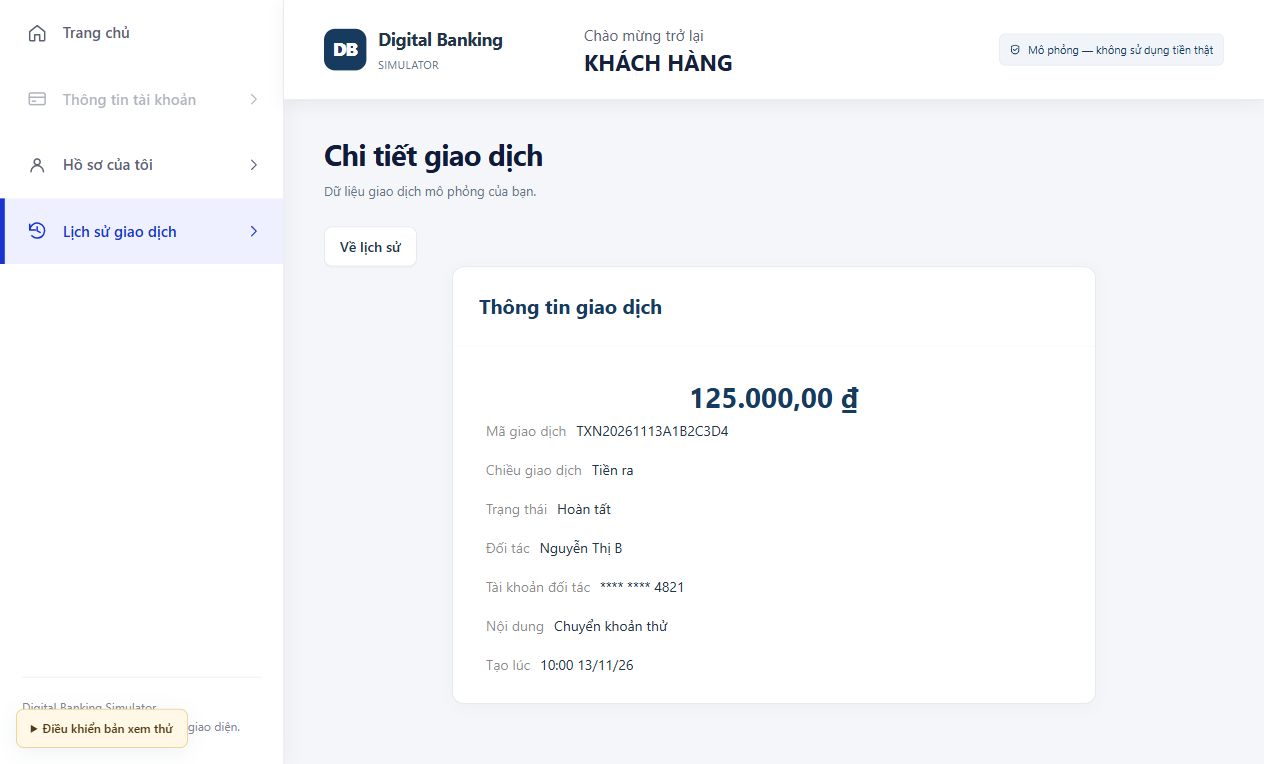 Trang chủ
Thông tin tài khoản
Hồ sơ của tôi
Lịch sử giao dịch
DB
Digital Banking
SIMULATOR
Chào mừng trở lại
KHÁCH HÀNG
Mô phỏng — không sử dụng tiền thật
Chi tiết giao dịch
Dữ liệu giao dịch mô phỏng của bạn.
Về lịch sử
Thông tin giao dịch
125.000,00 ₫
Mã giao dịch TXN20261113A1B2C3D4
Chiều giao dịch Tiền ra
Trạng thái Hoàn tất
Đối tác Nguyễn Thị B
Tài khoản đối tác **** **** 4821
Nội dung Chuyển khoản thử
Tạo lúc 10:00 13/11/26
Digital Banking Simulator
giao diện.
Điều khiển bản xem thử